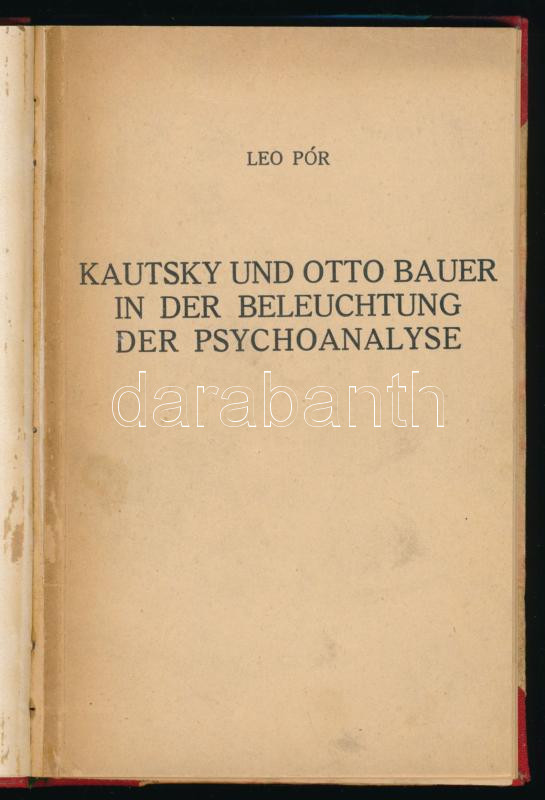 LEO PÓR
KAUTSKY UND OTTO BAUER
IN DER BELEUCHTUNG
DER PSYCHOANALYSE
darabanth